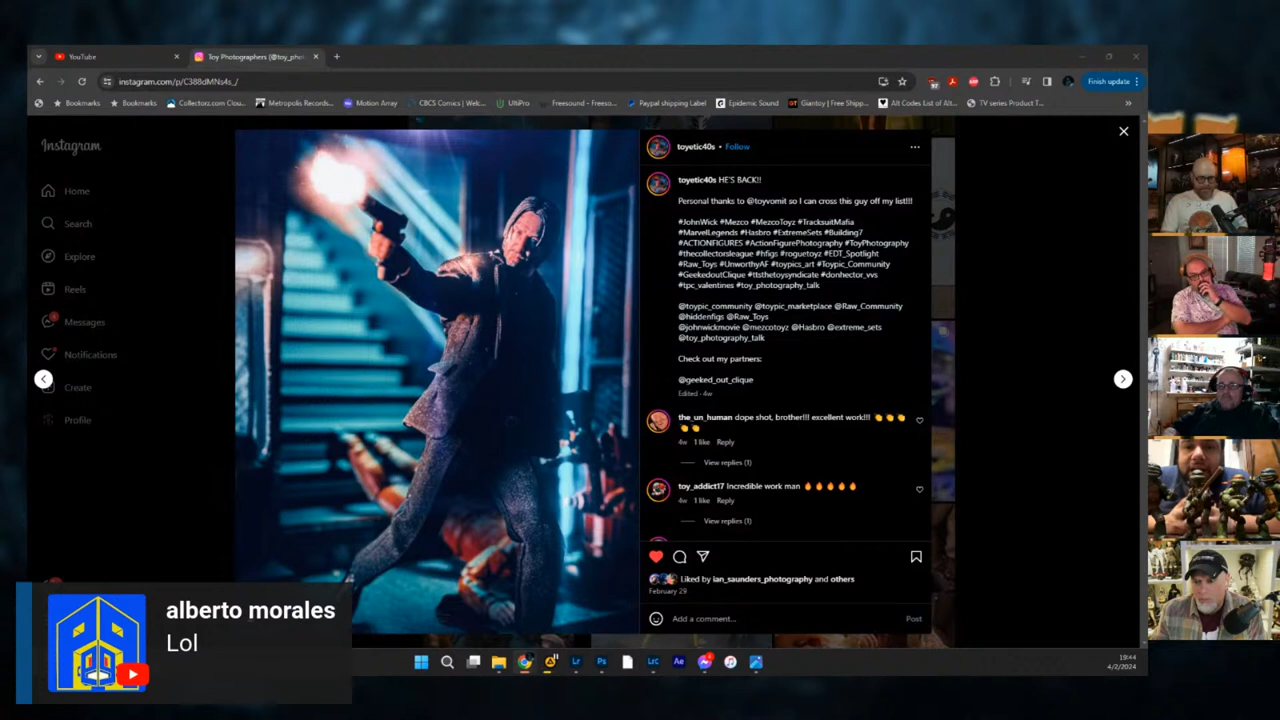 YouTube
Toy Photographers (@toy_phot
Finish update
instagram.com/p/C388dMNs4s_/
Bookmarks
Bookmarks
Collectorz.com Clou...
Metropolis Records...
Motion Array
CBCS Comics | Welc...
UltiPro
Freesound - Freeso...
Paypal shipping Label
Epidemic Sound
Giantoy | Free Shipp...
Alt Codes List of Alt...
TV series Product T...
Instagram
Home
Search
Explore
Reels
Messages
Notifications
Create
Profile
toyetic40s • Follow
toyetic40s HE'S BACK!!
Personal thanks to @toyvomit so I can cross this guy off my list!!!
#JohnWick #Mezco #MezcoToyz #TracksuitMafia
#MarvelLegends #Hasbro #ExtremeSets #Building7
#ACTIONFIGURES #ActionFigurePhotography #ToyPhotography
#thecollectorsleague #hfigs #roguetoyz #EDT_Spotlight
#Raw_Toys #UnworthyAF #toypics_art #Toypic_Community
#GeekedoutClique #ttsthetoysyndicate #donhector_vvs
#tpc_valentines #toy_photography_talk
@toypic_community @toypic_marketplace @Raw_Community
@hiddenfigs @Raw_Toys
@johnwickmovie @mezcotoyz @Hasbro @extreme_sets
@toy_photography_talk
Check out my partners:
@geeked_out_clique
Edited · 4w
the_un_human dope shot, brother!!! excellent work!!! 👏👏👏
👏👏
4w 1 like Reply
View replies (1)
toy_addict17 Incredible work man 🔥🔥🔥🔥🔥
4w 1 like Reply
View replies (1)
Liked by ian_saunders_photography and others
February 29
Add a comment...
Post
alberto morales
Lol
19:44
4/2/2024